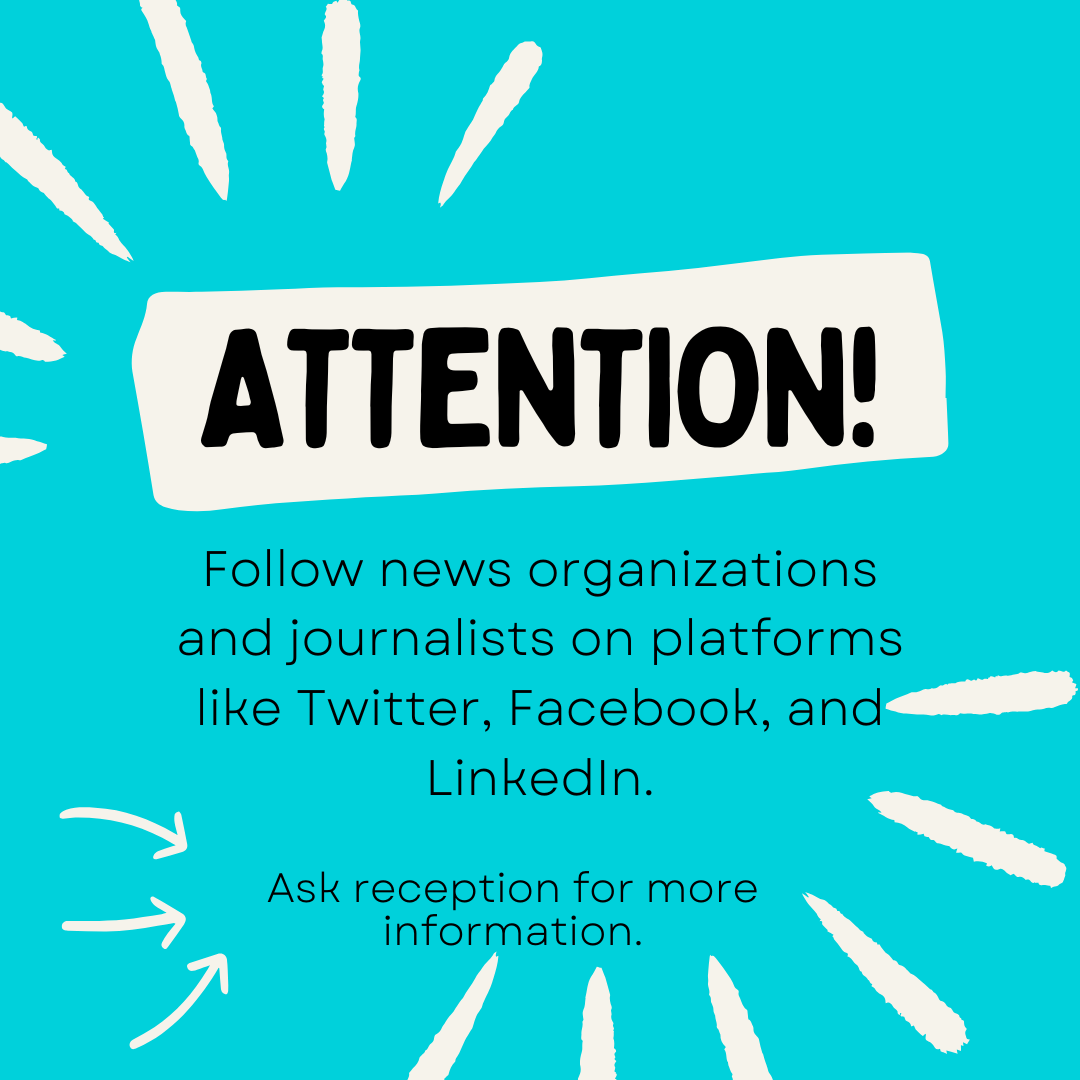 ATTENTION!
Follow news organizations
and journalists on platforms
like Twitter, Facebook, and
LinkedIn.
Ask reception for more
information.